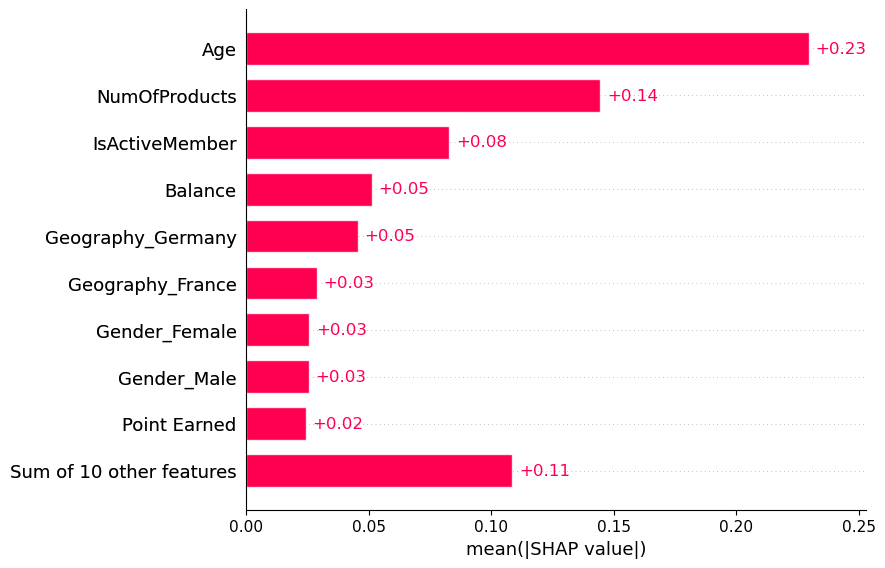 Age +0.23
NumOfProducts +0.14
IsActiveMember +0.08
Balance +0.05
Geography_Germany +0.05
Geography_France +0.03
Gender_Female +0.03
Gender_Male +0.03
Point Earned +0.02
Sum of 10 other features +0.11
0.00 0.05 0.10 0.15 0.20 0.25
mean(|SHAP value|)